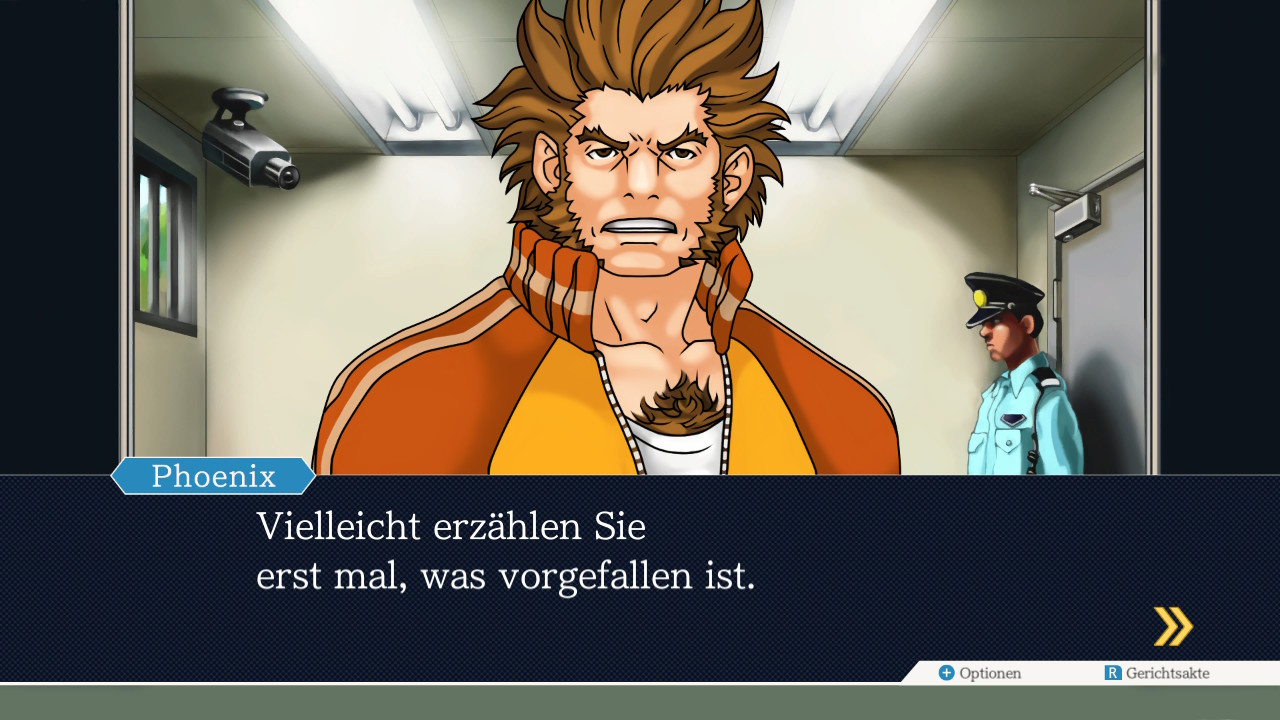 Phoenix
Vielleicht erzählen Sie
erst mal, was vorgefallen ist.
+ Optionen R Gerichtsakte